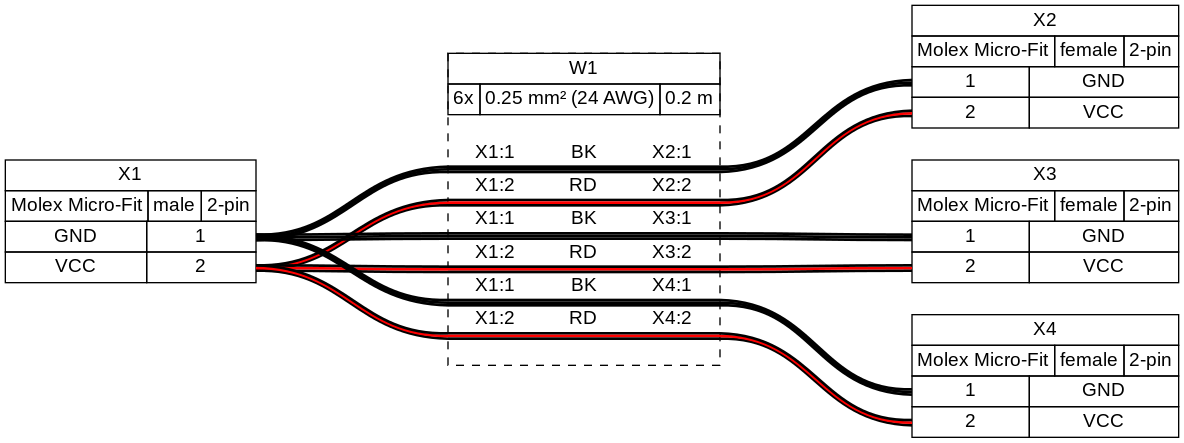 X1
Molex Micro-Fit male 2-pin
GND 1
VCC 2
W1
6x 0.25 mm² (24 AWG) 0.2 m
X1:1 BK X2:1
X1:2 RD X2:2
X1:1 BK X3:1
X1:2 RD X3:2
X1:1 BK X4:1
X1:2 RD X4:2
X2
Molex Micro-Fit female 2-pin
1 GND
2 VCC
X3
Molex Micro-Fit female 2-pin
1 GND
2 VCC
X4
Molex Micro-Fit female 2-pin
1 GND
2 VCC